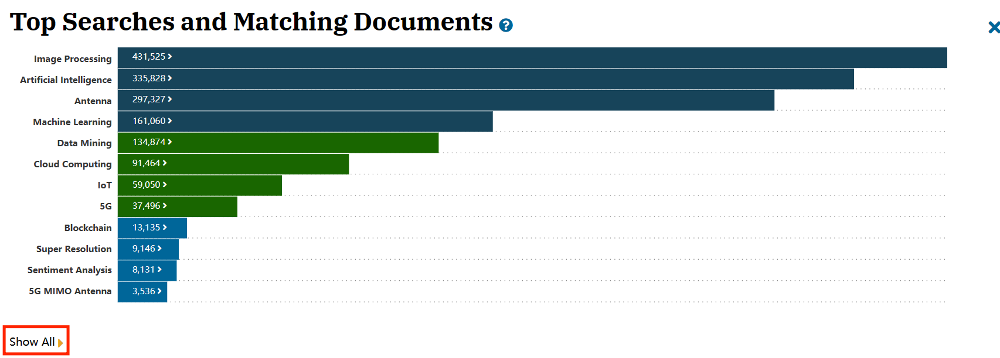 Top Searches and Matching Documents ?
Image Processing 431,525
Artificial Intelligence 335,828
Antenna 297,327
Machine Learning 161,060
Data Mining 134,874
Cloud Computing 91,464
IoT 59,050
5G 37,496
Blockchain 13,135
Super Resolution 9,146
Sentiment Analysis 8,131
5G MIMO Antenna 3,536
Show All